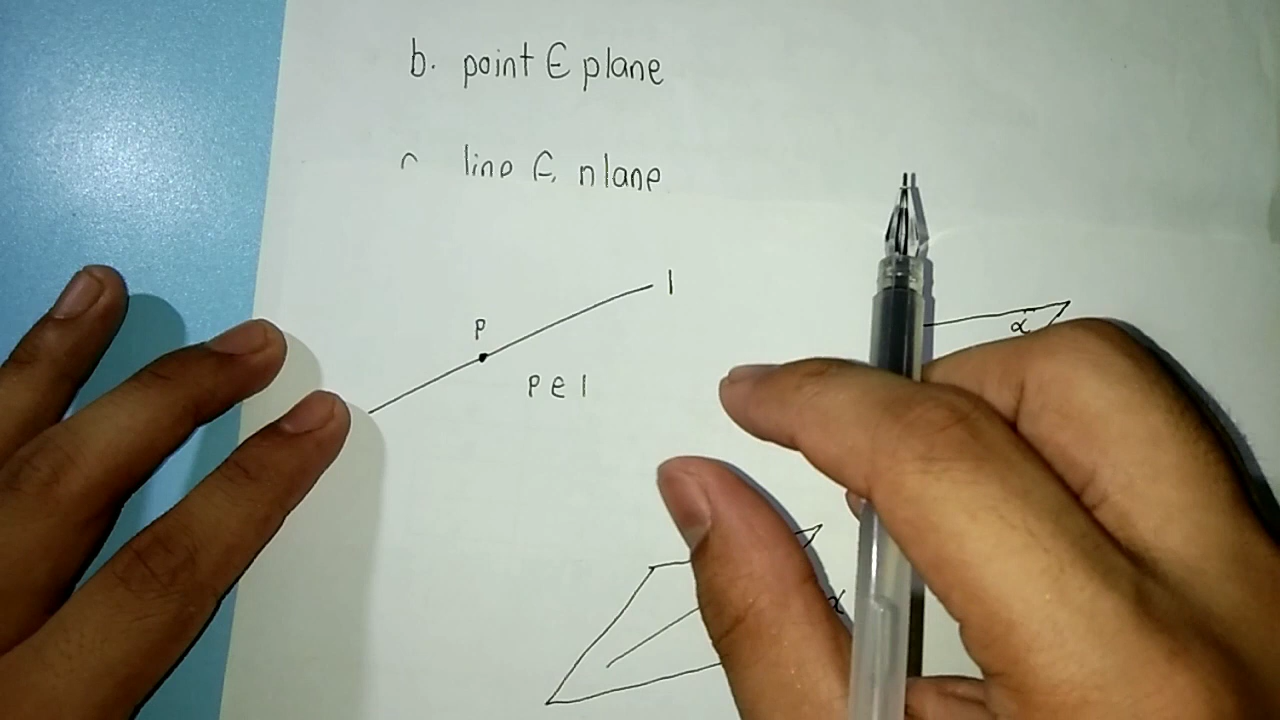 b. point ∈ plane
c line ∈ plane
l
P
α
P e l
α